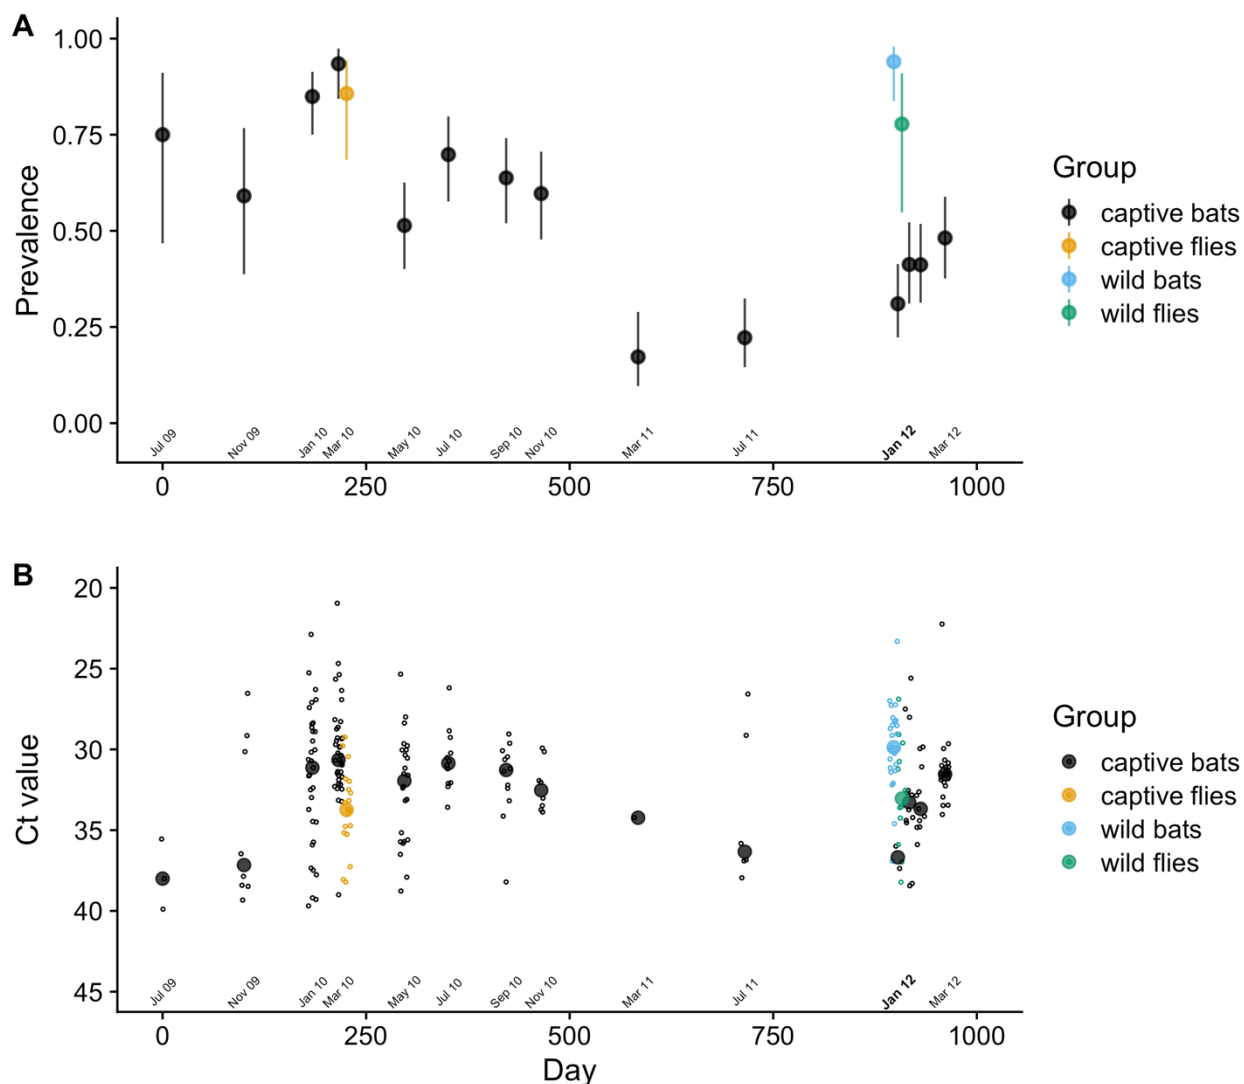 A
1.00
0.75
0.50
0.25
0.00
Prevalence
Jul 09 Nov 09 Jan 10 Mar 10 May 10 Jul 10 Sep 10 Nov 10 Mar 11 Jul 11 Jan 12 Mar 12
0 250 500 750 1000
Group
captive bats
captive flies
wild bats
wild flies
B
20
25
30
35
40
45
Ct value
Jul 09 Nov 09 Jan 10 Mar 10 May 10 Jul 10 Sep 10 Nov 10 Mar 11 Jul 11 Jan 12 Mar 12
0 250 500 750 1000
Day
Group
captive bats
captive flies
wild bats
wild flies